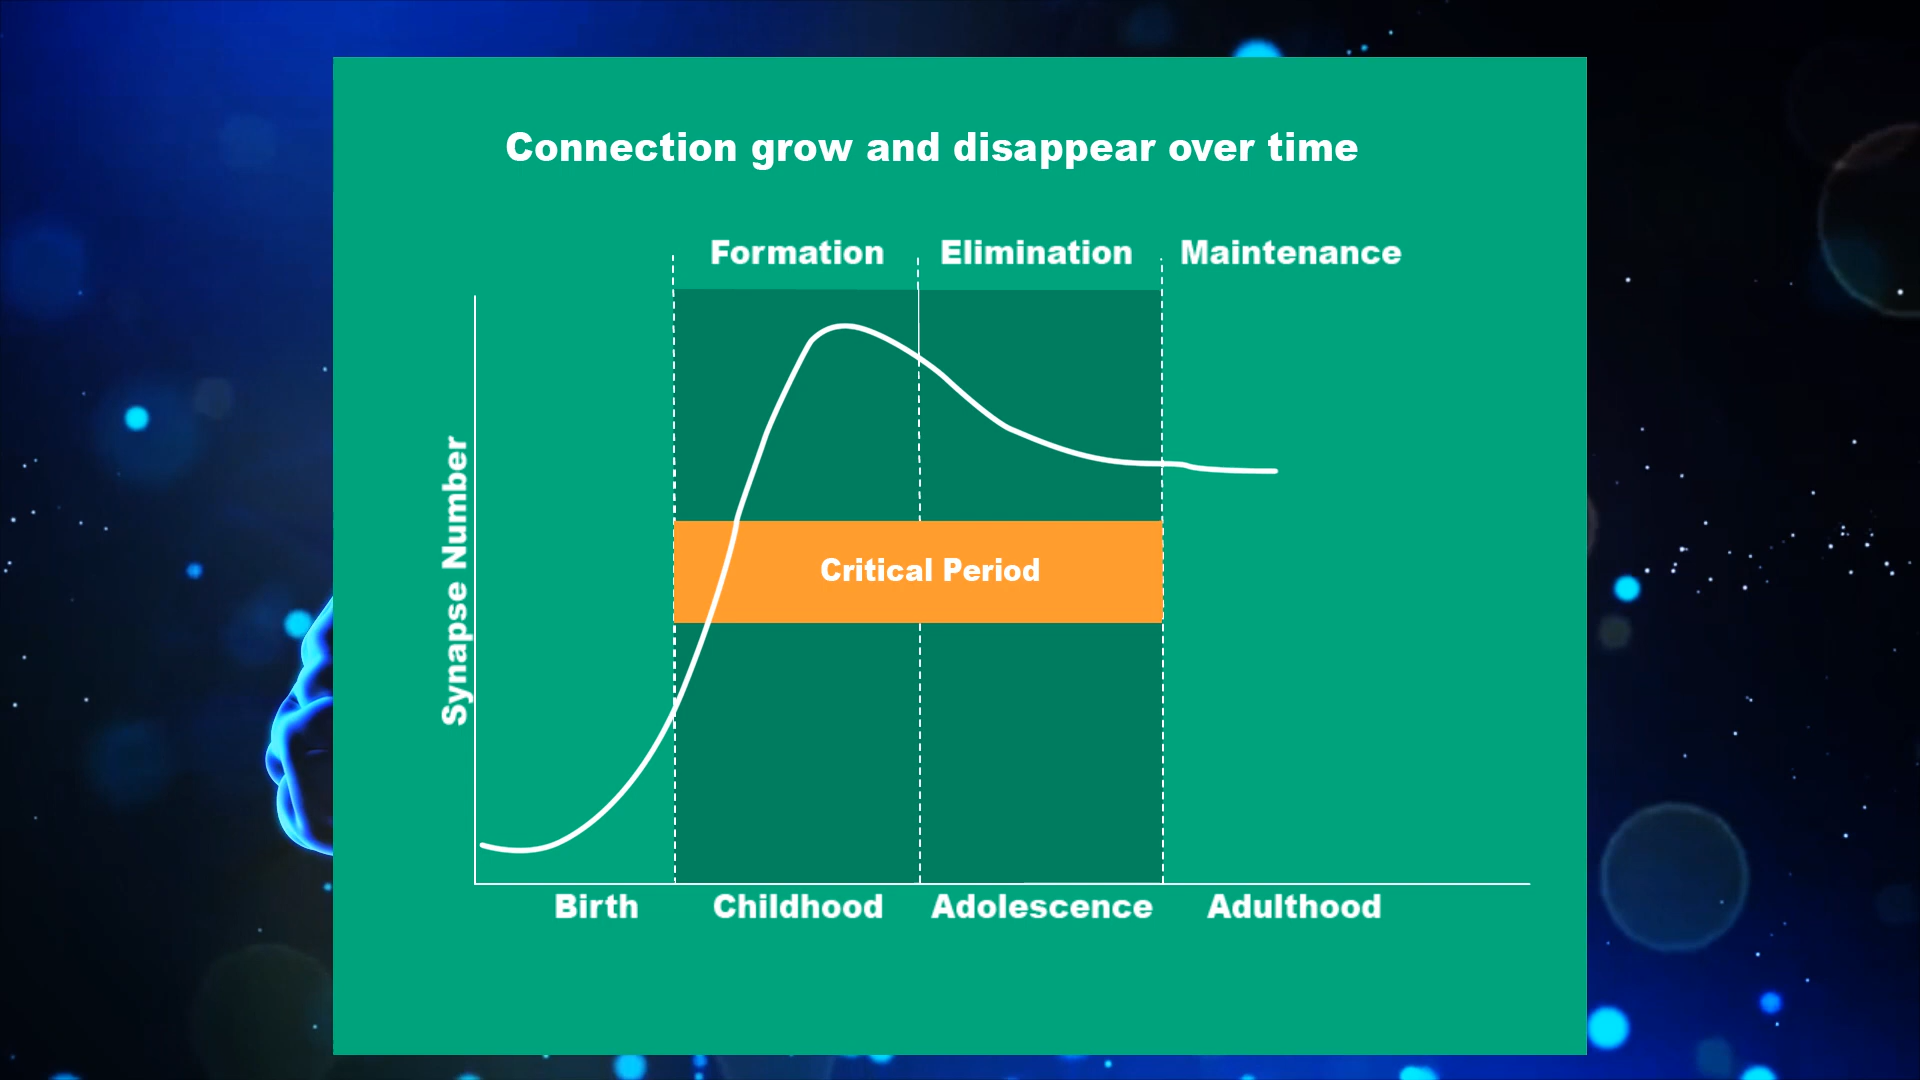 Connection grow and disappear over time
Formation Elimination Maintenance
Synapse Number
Critical Period
Birth Childhood Adolescence Adulthood